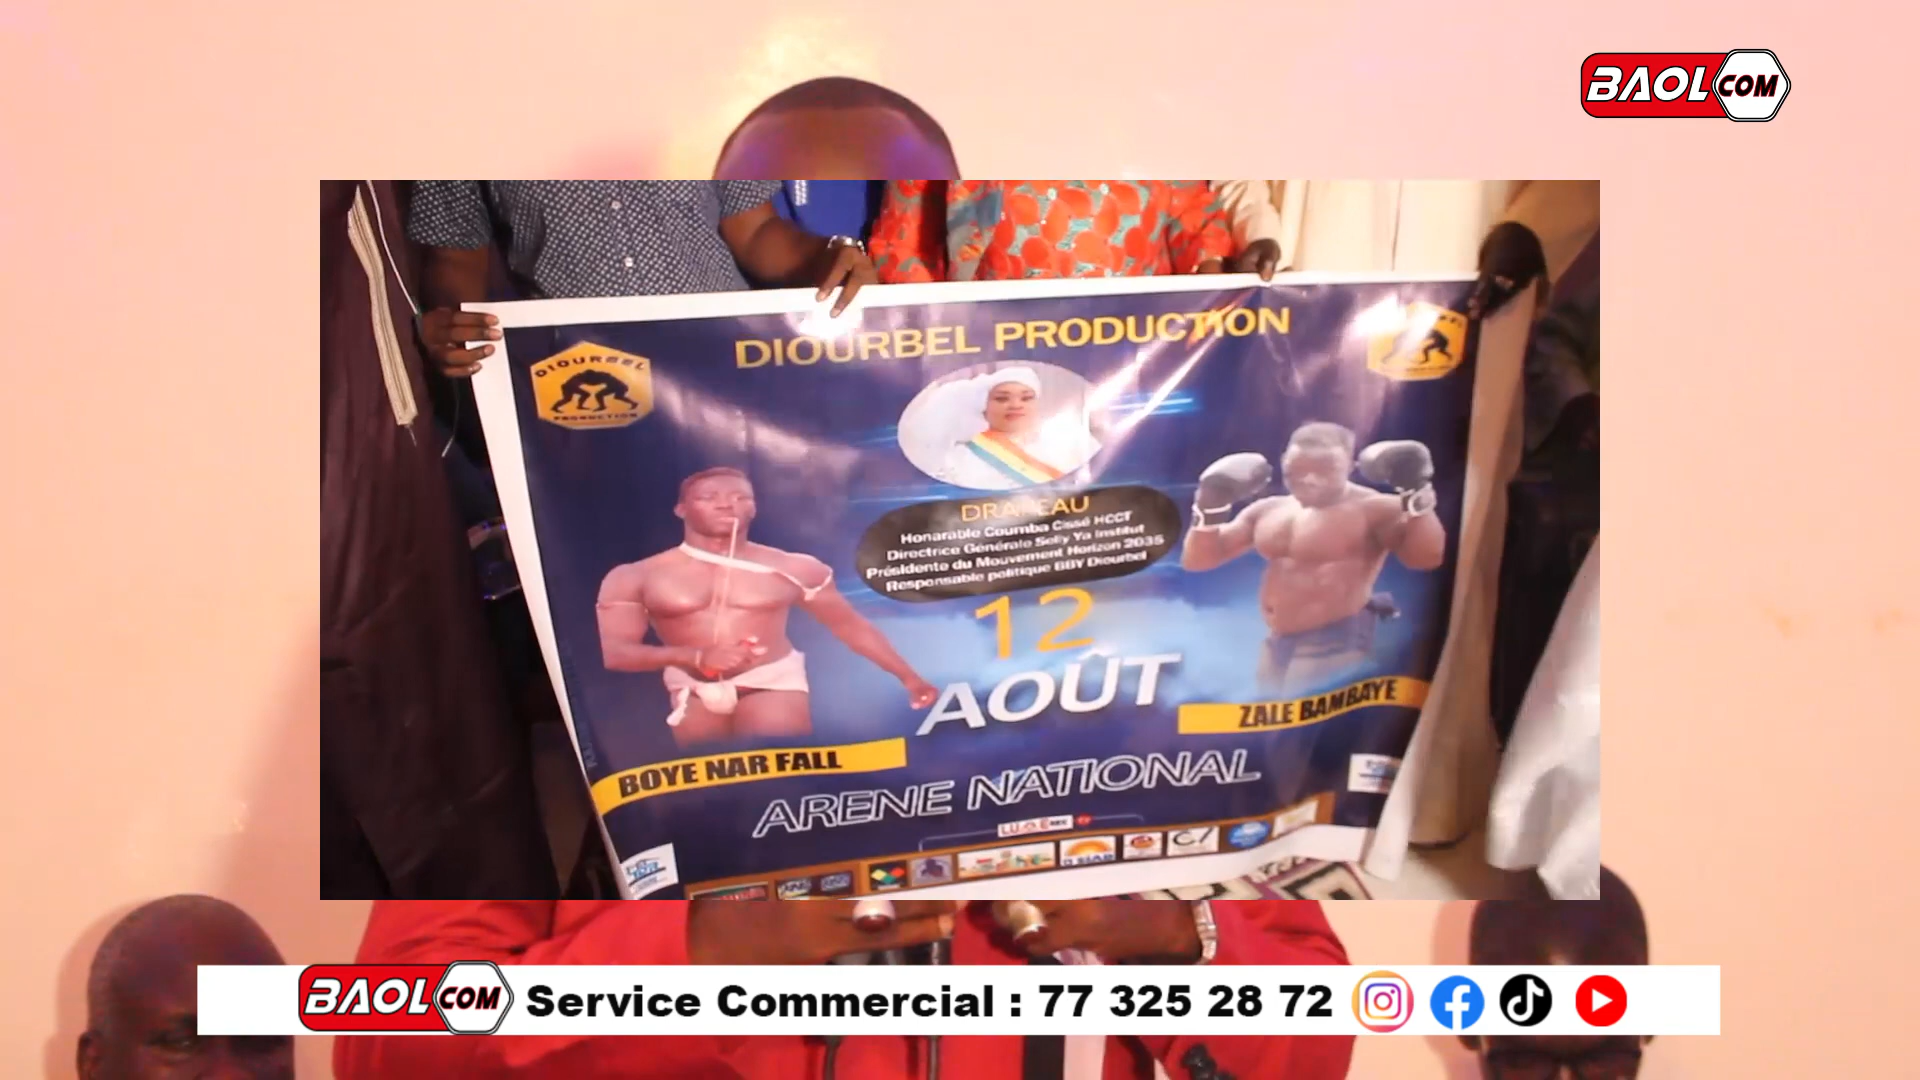 BAOL COM
DIOURBEL PRODUCTION
DIOURBEL
PRODUCTION
DRAPEAU
Honarable Coumba Cissé HCCT
Directrice Générale Selly Ya Institut
Présidente du Mouvement Horizon 2035
Responsable politique BBY Diourbel
12
AOÛT
ZALE BAMBAYE
BOYE NAR FALL
ARENE NATIONAL
BAOL COM Service Commercial : 77 325 28 72